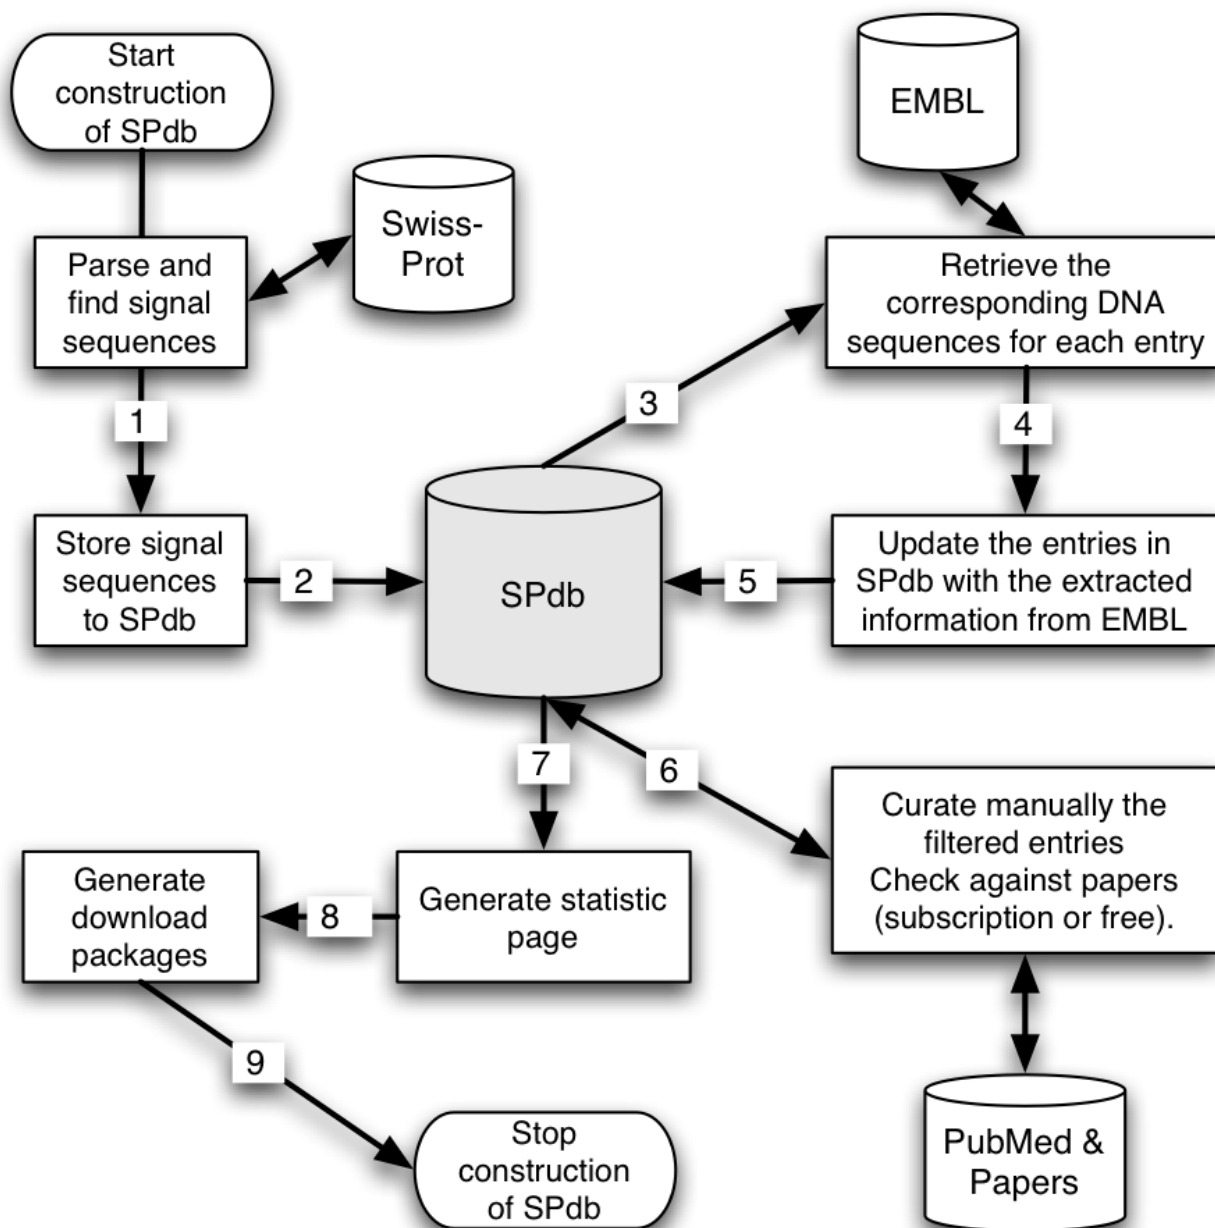 Start
construction
of SPdb
EMBL
Swiss-
Prot
Parse and
find signal
sequences
Retrieve the
corresponding DNA
sequences for each entry
1
3
4
Store signal
sequences
to SPdb
2
SPdb
5
Update the entries in
SPdb with the extracted
information from EMBL
7
6
Curate manually the
filtered entries
Check against papers
(subscription or free).
Generate
download
packages
8
Generate statistic
page
9
Stop
construction
of SPdb
PubMed &
Papers